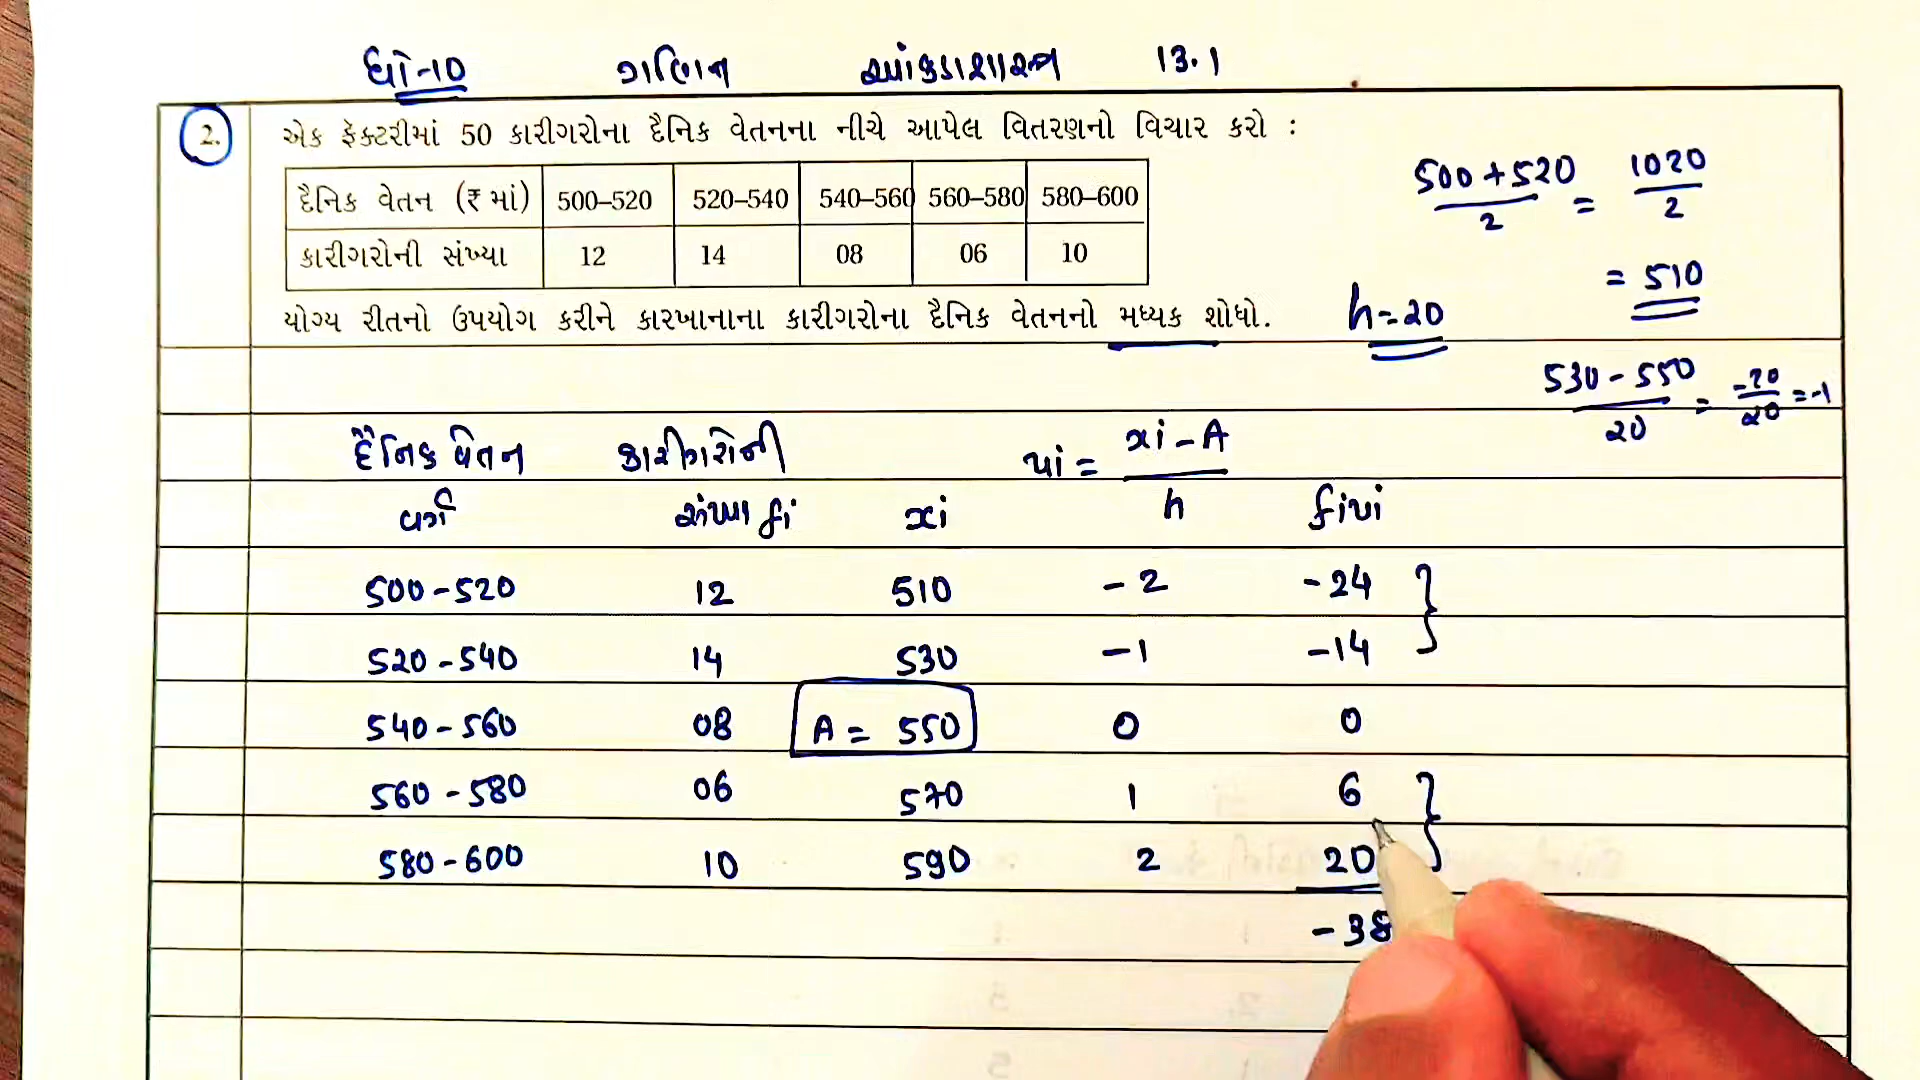 ધો-10 ગણિત આંકડાશાસ્ત્ર 13.1
2. એક ફેક્ટરીમાં 50 કારીગરોના દૈનિક વેતનના નીચે આપેલ વિતરણનો વિચાર કરો :
દૈનિક વેતન (₹ માં) 500–520 520–540 540–560 560–580 580–600
કારીગરોની સંખ્યા 12 14 08 06 10
યોગ્ય રીતનો ઉપયોગ કરીને કારખાનાના કારીગરોના દૈનિક વેતનનો મધ્યક શોધો.
500+520/2 = 1020/2
= 510
h=20
530-550/20 = -20/20 = -1
દૈનિક વેતન કારીગરોની ui = xi-A/h
વર્ગ સંખ્યા fi xi fiui
500-520 12 510 -2 -24
520-540 14 530 -1 -14
540-560 08 A = 550 0 0
560-580 06 570 1 6
580-600 10 590 2 20
-38